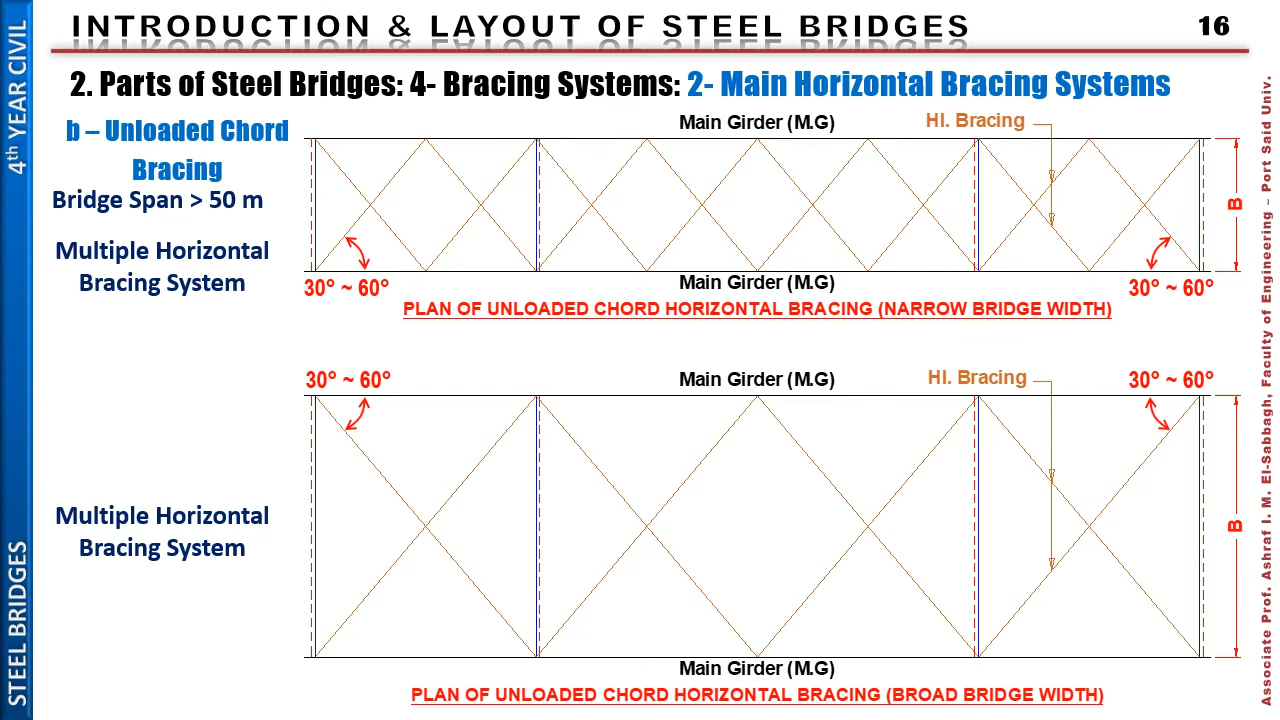 INTRODUCTION & LAYOUT OF STEEL BRIDGES
16
2. Parts of Steel Bridges: 4- Bracing Systems: 2- Main Horizontal Bracing Systems
b – Unloaded Chord
Bracing
Bridge Span > 50 m
Multiple Horizontal
Bracing System
Main Girder (M.G)
HI. Bracing
B
30° ~ 60°
Main Girder (M.G)
30° ~ 60°
PLAN OF UNLOADED CHORD HORIZONTAL BRACING (NARROW BRIDGE WIDTH)
30° ~ 60°
Main Girder (M.G)
HI. Bracing
30° ~ 60°
Multiple Horizontal
Bracing System
B
Main Girder (M.G)
PLAN OF UNLOADED CHORD HORIZONTAL BRACING (BROAD BRIDGE WIDTH)
STEEL BRIDGES
4th YEAR CIVIL
Associate Prof. Ashraf I. M. El-Sabbagh, Faculty of Engineering – Port Said Univ.